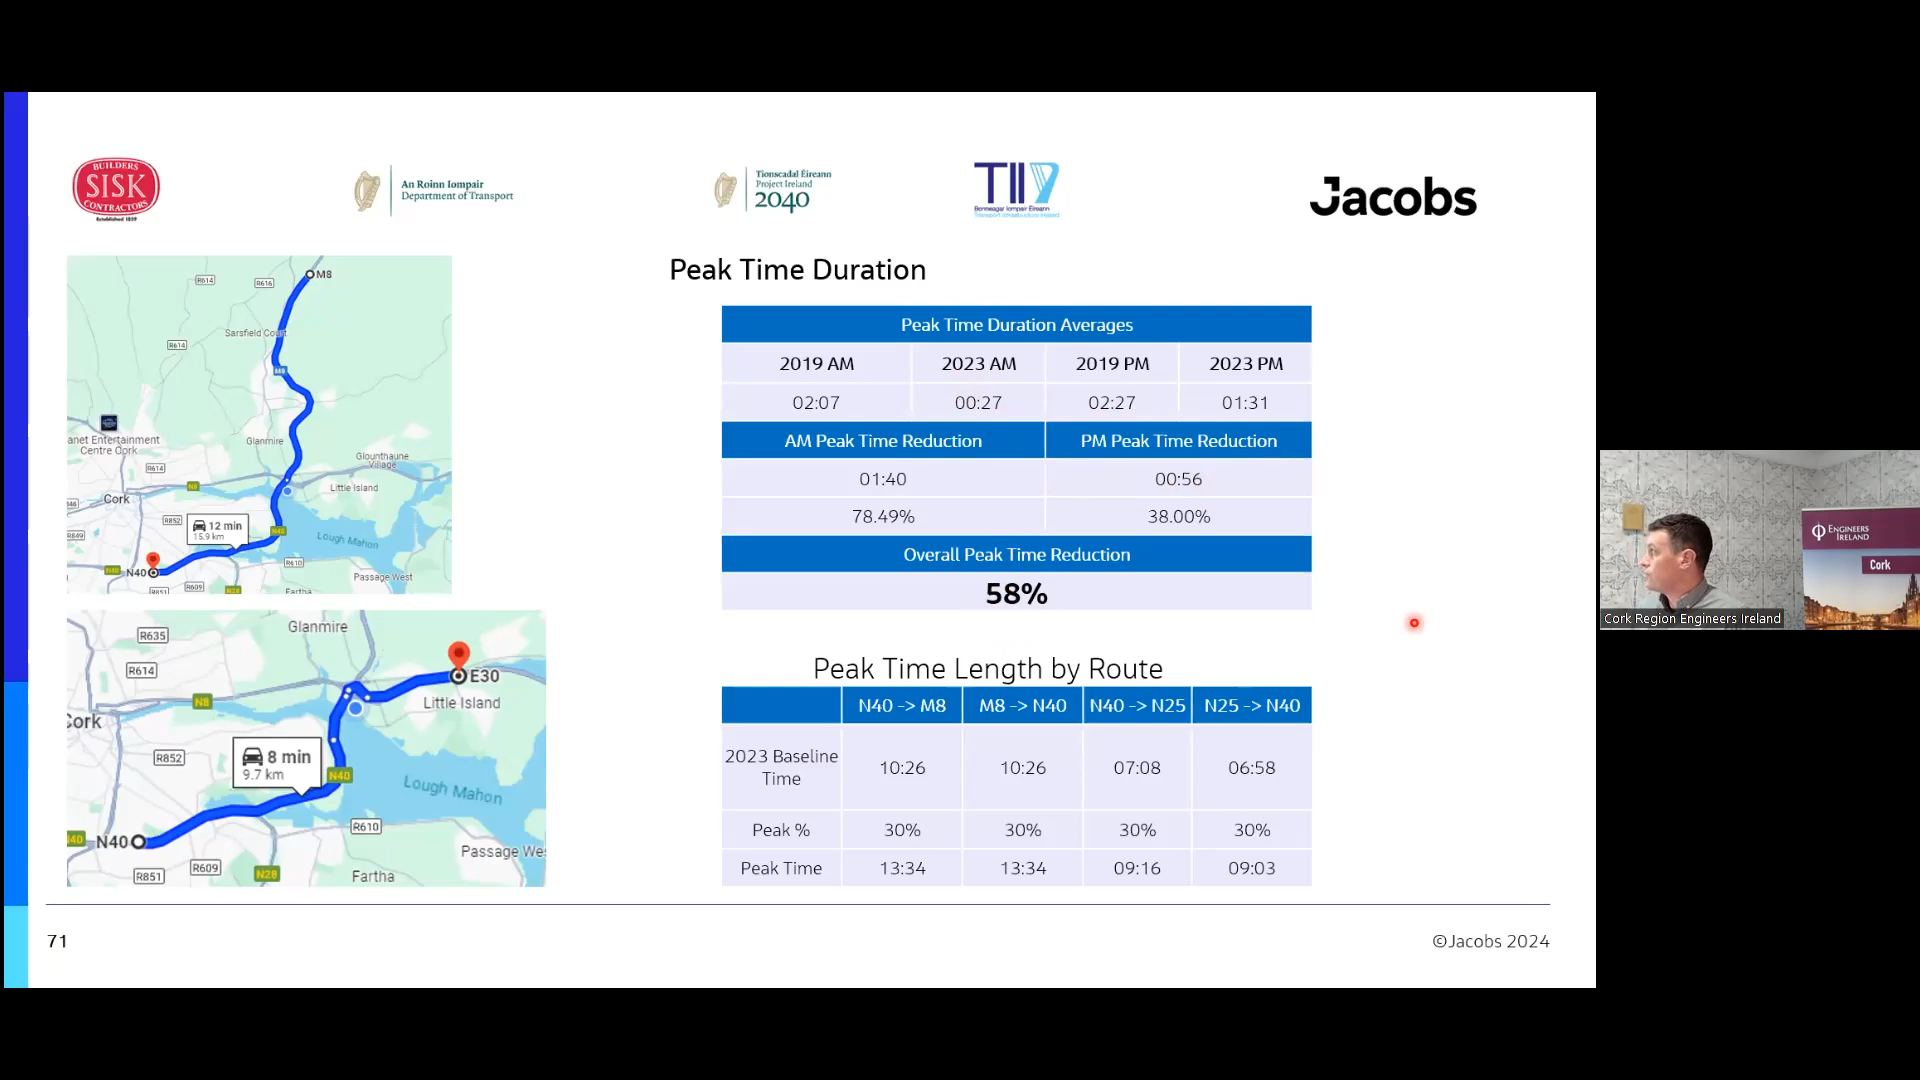 BUILDERS
SISK
CONTRACTORS
Established 1859
An Roinn Iompair
Department of Transport
Tionscadal Éireann
Project Ireland
2040
TII
Bonneagar Iompair Éireann
Transport Infrastructure Ireland
Jacobs
M8
R614
R616
Sarsfield Court
R614
M8
anet Entertainment
Centre Cork
Glanmire
Glounthaune
Village
R614
N8
Little Island
Cork
R852
12 min
15.9 km
N40
R849
Lough Mahon
N40
N40
R610
Passage West
R851
R609
N28
Fartha
Peak Time Duration
Peak Time Duration Averages
2019 AM 2023 AM 2019 PM 2023 PM
02:07 00:27 02:27 01:31
AM Peak Time Reduction PM Peak Time Reduction
01:40 00:56
78.49% 38.00%
Overall Peak Time Reduction
58%
Glanmire
R635
R614
E30
N8
Little Island
Cork
R852
8 min
9.7 km
N40
Lough Mahon
R610
N40
N40
Passage We
R609
R851
N28
Fartha
Peak Time Length by Route
N40 -> M8 M8 -> N40 N40 -> N25 N25 -> N40
2023 Baseline
Time 10:26 10:26 07:08 06:58
Peak % 30% 30% 30% 30%
Peak Time 13:34 13:34 09:16 09:03
71
©Jacobs 2024
ENGINEERS
IRELAND
Cork
Cork Region Engineers Ireland